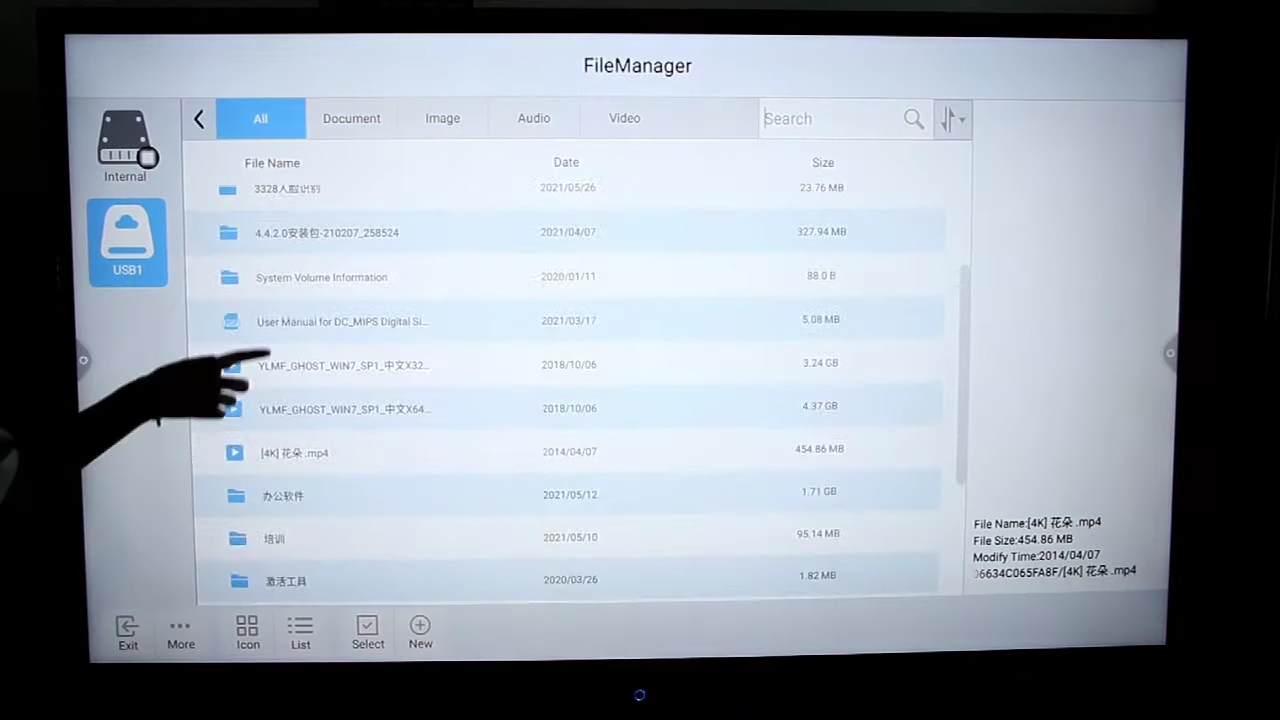 FileManager
All Document Image Audio Video Search
Internal
USB1
File Name Date Size
3328人脸识别 2021/05/26 23.76 MB
4.4.2.0安装包-210207_258524 2021/04/07 327.94 MB
System Volume Information 2020/01/11 88.0 B
User Manual for DC_MIPS Digital Si... 2021/03/17 5.08 MB
YLMF_GHOST_WIN7_SP1_中文X32... 2018/10/06 3.24 GB
YLMF_GHOST_WIN7_SP1_中文X64... 2018/10/06 4.37 GB
[4K] 花朵 .mp4 2014/04/07 454.86 MB
办公软件 2021/05/12 1.71 GB
培训 2021/05/10 95.14 MB
激活工具 2020/03/26 1.82 MB
File Name:[4K] 花朵 .mp4
File Size:454.86 MB
Modify Time:2014/04/07
06634C065FA8F/[4K] 花朵 .mp4
Exit More Icon List Select New